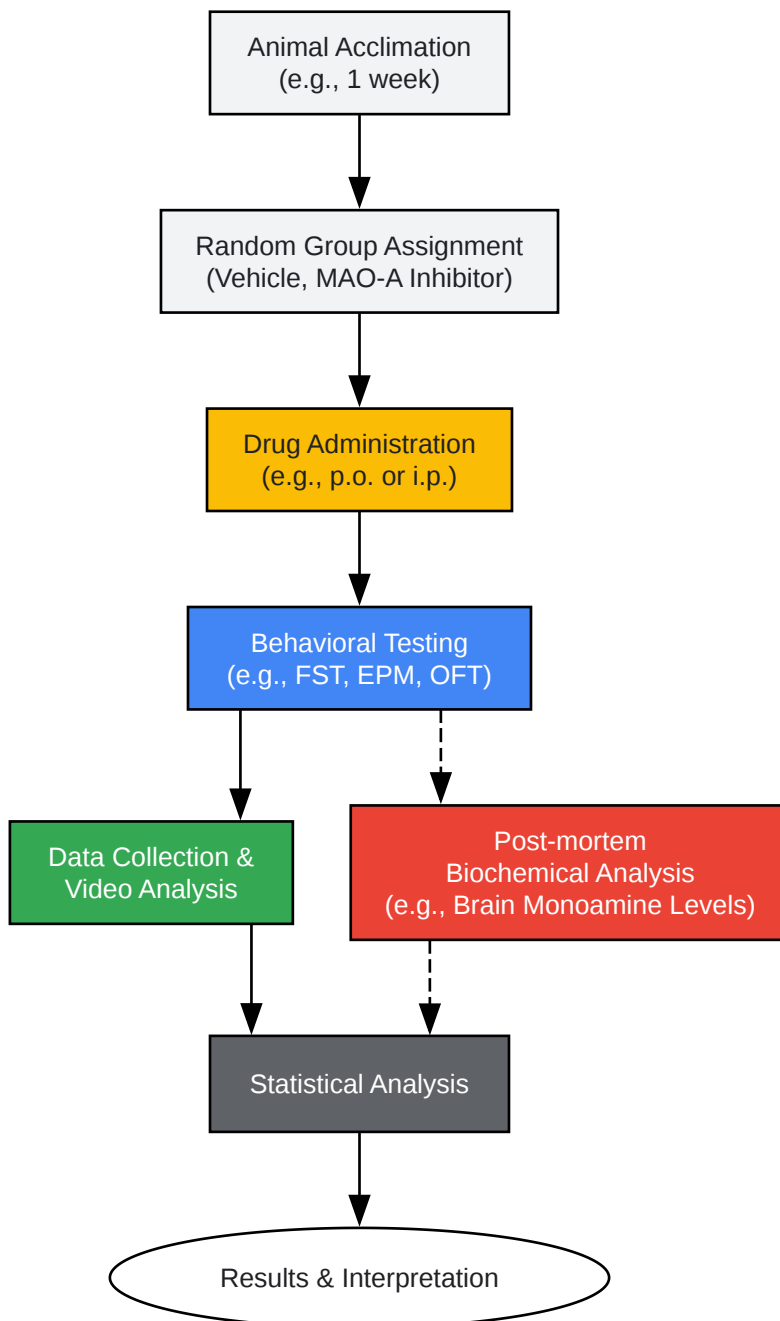 Animal Acclimation
(e.g., 1 week)
Random Group Assignment
(Vehicle, MAO-A Inhibitor)
Drug Administration
(e.g., p.o. or i.p.)
Behavioral Testing
(e.g., FST, EPM, OFT)
Data Collection &
Video Analysis
Post-mortem
Biochemical Analysis
(e.g., Brain Monoamine Levels)
Statistical Analysis
Results & Interpretation